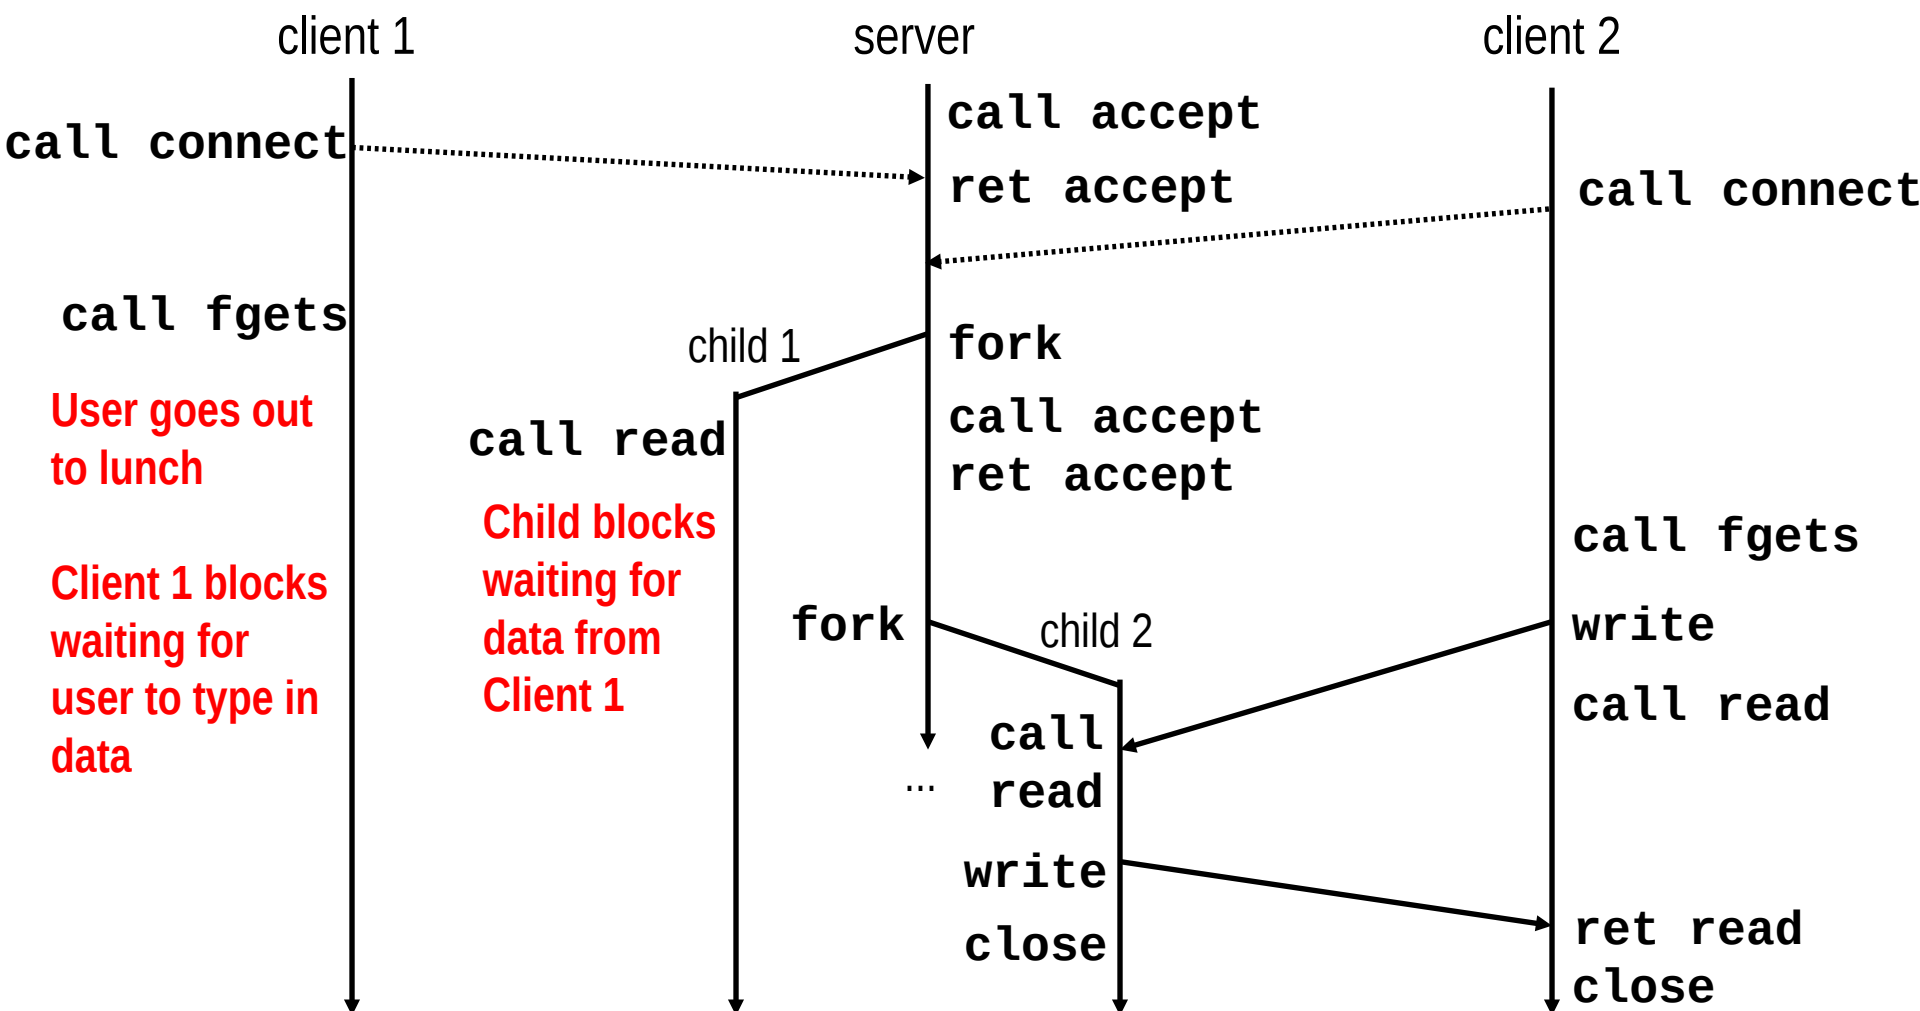 client 1
server
client 2
call connect
call accept
ret accept
call connect
call fgets
child 1
fork
call accept
ret accept
call read
User goes out
to lunch
Client 1 blocks
waiting for
user to type in
data
Child blocks
waiting for
data from
Client 1
fork
child 2
call fgets
write
call read
...
call
read
write
close
ret read
close